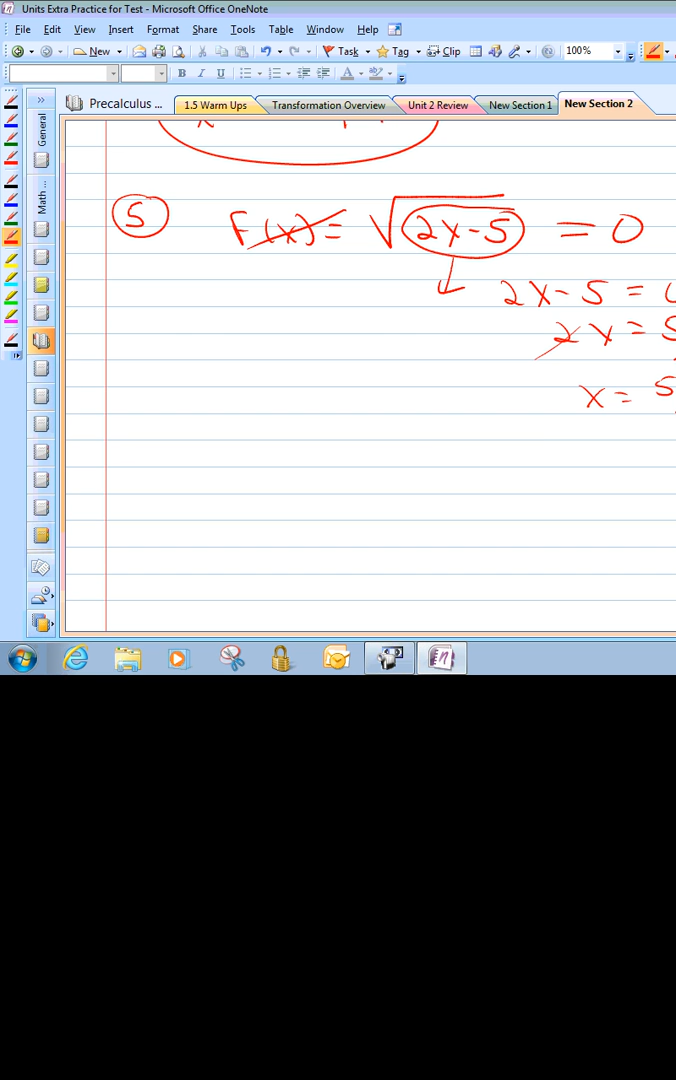 Units Extra Practice for Test - Microsoft Office OneNote
File Edit View Insert Format Share Tools Table Window Help
New Task Tag Clip 100%
B I U A ab
Precalculus ... 1.5 Warm Ups Transformation Overview Unit 2 Review New Section 1 New Section 2
General
Math ...
5 F(x) = √2x-5 = 0
2x - 5 =
2x = 5
x = 5